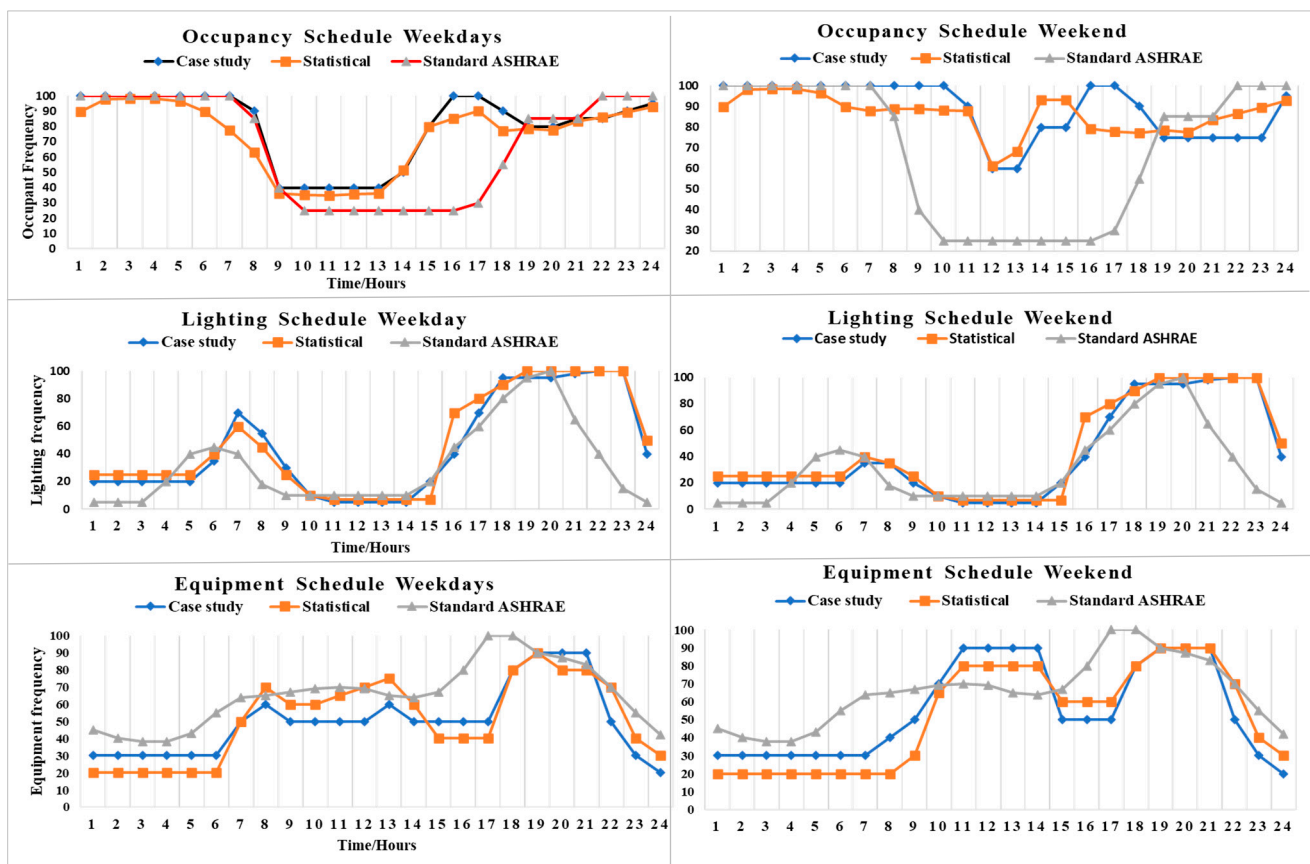 Occupancy Schedule Weekdays
Case study Statistical Standard ASHRAE
Occupant Frequency
100
90
80
70
60
50
40
30
20
10
0
1 2 3 4 5 6 7 8 9 10 11 12 13 14 15 16 17 18 19 20 21 22 23 24
Time/Hours
Occupancy Schedule Weekend
Case study Statistical Standard ASHRAE
100
90
80
70
60
50
40
30
20
1 2 3 4 5 6 7 8 9 10 11 12 13 14 15 16 17 18 19 20 21 22 23 24
Lighting Schedule Weekday
Case study Statistical Standard ASHRAE
Lighting frequency
100
80
60
40
20
0
1 2 3 4 5 6 7 8 9 10 11 12 13 14 15 16 17 18 19 20 21 22 23 24
Time/Hours
Lighting Schedule Weekend
Case study Statistical Standard ASHRAE
100
80
60
40
20
0
1 2 3 4 5 6 7 8 9 10 11 12 13 14 15 16 17 18 19 20 21 22 23 24
Equipment Schedule Weekdays
Case study Statistical Standard ASHRAE
Equipment frequency
100
90
80
70
60
50
40
30
20
10
0
1 2 3 4 5 6 7 8 9 10 11 12 13 14 15 16 17 18 19 20 21 22 23 24
Time/Hours
Equipment Schedule Weekend
Case study Statistical Standard ASHRAE
100
90
80
70
60
50
40
30
20
10
0
1 2 3 4 5 6 7 8 9 10 11 12 13 14 15 16 17 18 19 20 21 22 23 24